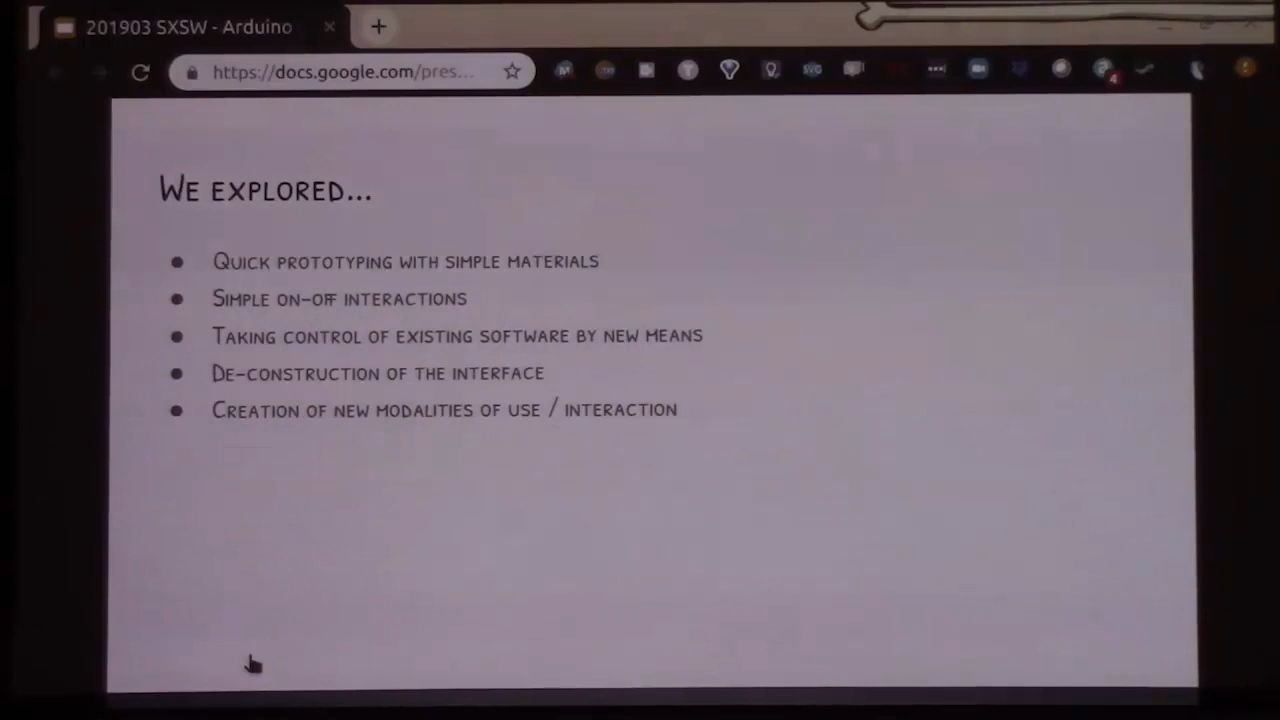 201903 SXSW - Arduino
https://docs.google.com/pres...
SVG
4
WE EXPLORED...
QUICK PROTOTYPING WITH SIMPLE MATERIALS
SIMPLE ON-OFF INTERACTIONS
TAKING CONTROL OF EXISTING SOFTWARE BY NEW MEANS
DE-CONSTRUCTION OF THE INTERFACE
CREATION OF NEW MODALITIES OF USE / INTERACTION